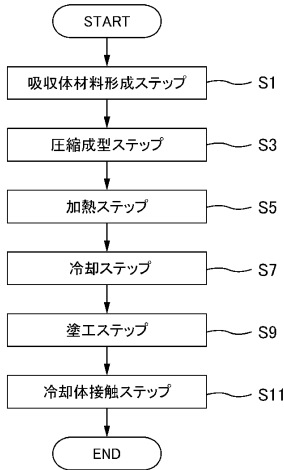 START
吸収体材料形成ステップ S1
圧縮成型ステップ S3
加熱ステップ S5
冷却ステップ S7
塗工ステップ S9
冷却体接触ステップ S11
END